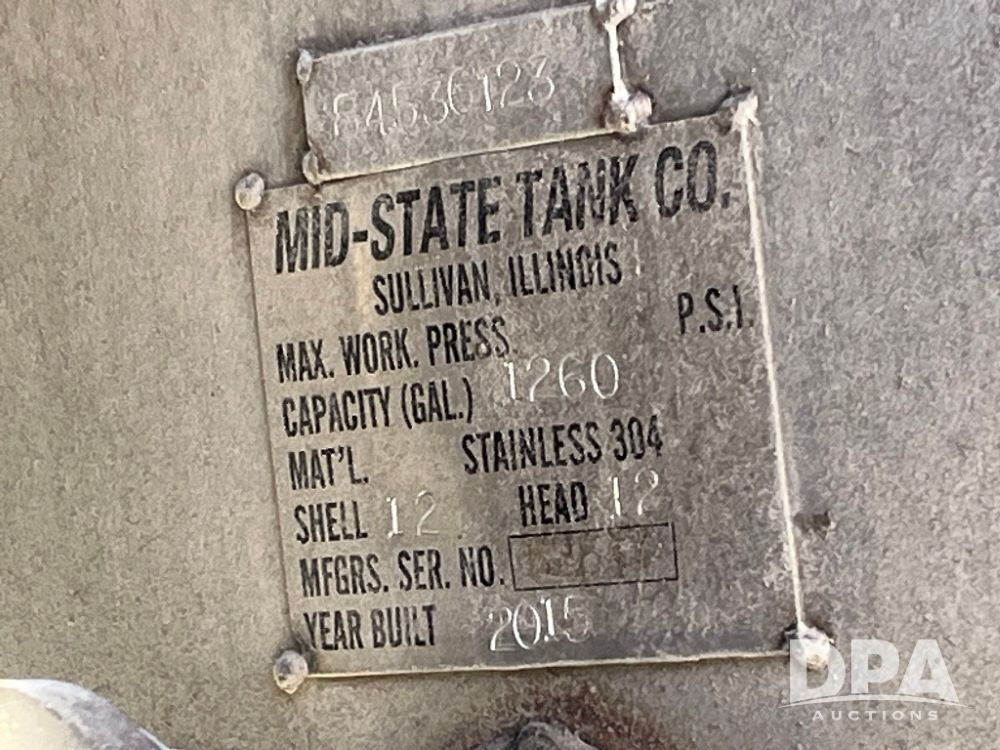 84536123
MID-STATE TANK CO.
SULLIVAN, ILLINOIS
MAX. WORK. PRESS. P.S.I.
CAPACITY (GAL.) 1260
MAT'L. STAINLESS 304
SHELL 12 HEAD 12
MFGRS. SER. NO.
YEAR BUILT 2015
DPA
AUCTIONS